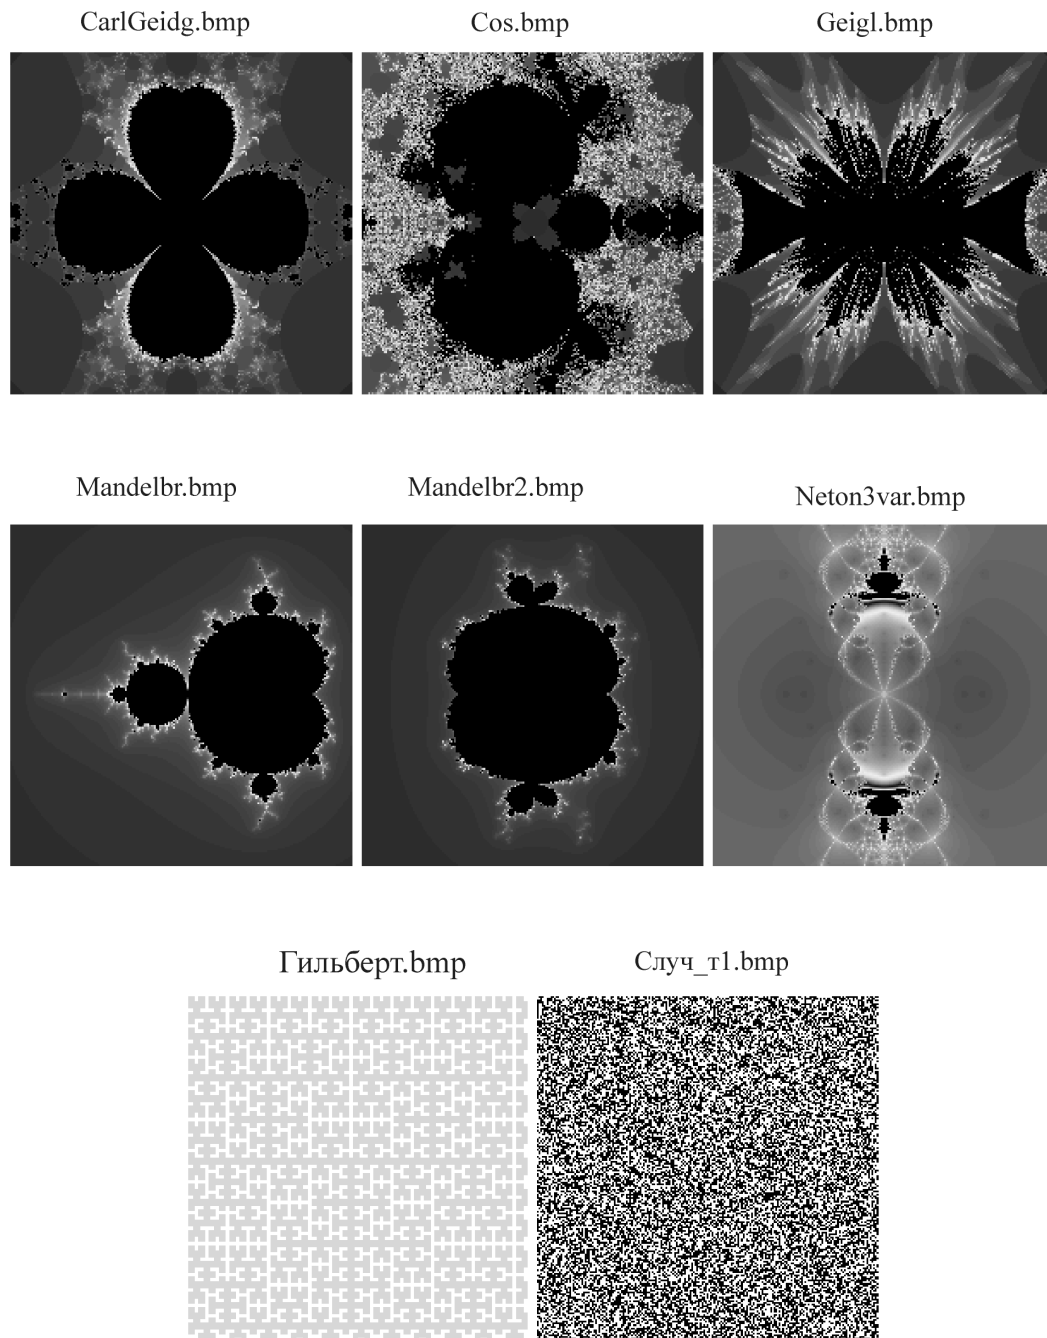 CarlGeidg.bmp
Cos.bmp
Geigl.bmp
Mandelbr.bmp
Mandelbr2.bmp
Neton3var.bmp
Гильберт.bmp
Случ_т1.bmp